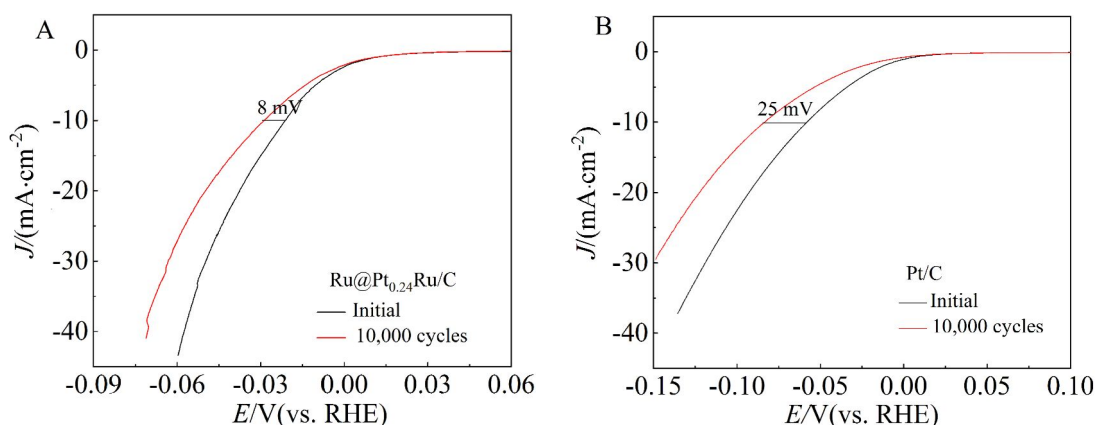 A
0
-10
-20
-30
-40
J/(mA·cm-2)
8 mV
Ru@Pt0.24Ru/C
Initial
10,000 cycles
-0.09 -0.06 -0.03 0.00 0.03 0.06
E/V(vs. RHE)
B
0
-10
-20
-30
-40
J/(mA·cm-2)
25 mV
Pt/C
Initial
10,000 cycles
-0.15 -0.10 -0.05 0.00 0.05 0.10
E/V(vs. RHE)